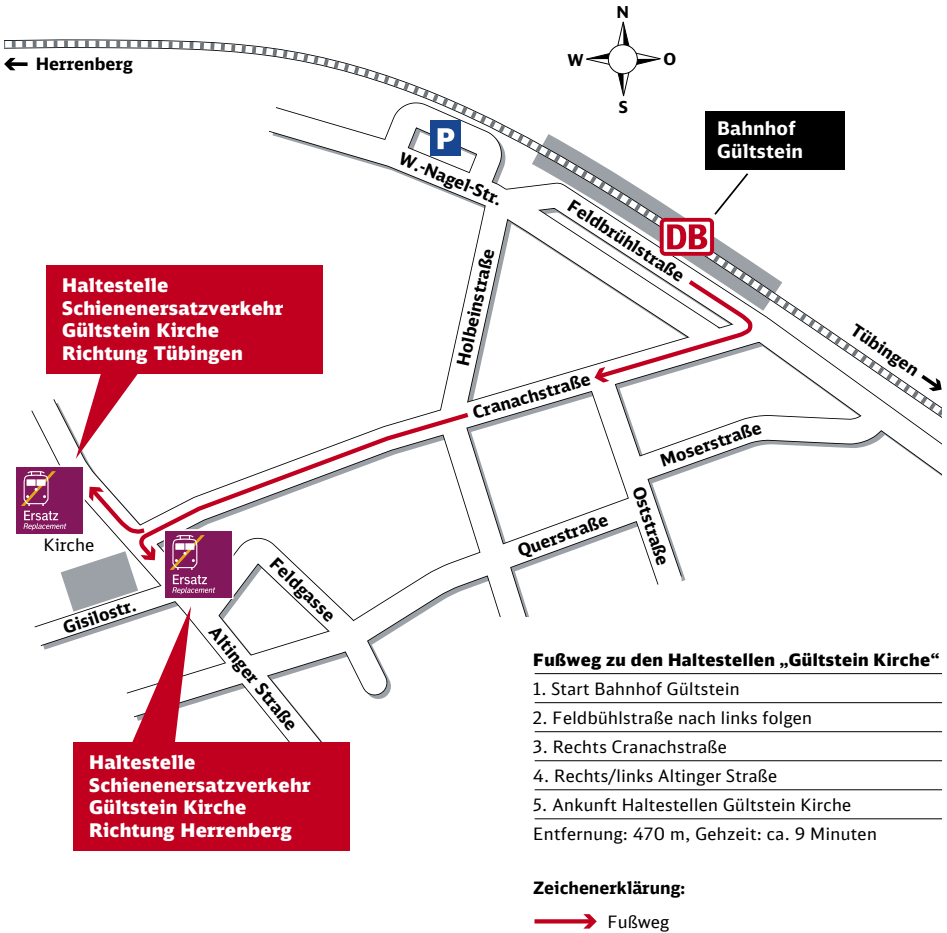 N
W
O
S
Herrenberg
Bahnhof
Gültstein
P
W.-Nagel-Str.
Feldbrühlstraße
DB
Tübingen
Holbeinstraße
Haltestelle
Schienenersatzverkehr
Gültstein Kirche
Richtung Tübingen
Cranachstraße
Moserstraße
Oststraße
Querstraße
Ersatz
Replacement
Kirche
Ersatz
Replacement
Feldgasse
Gisilostr.
Altinger Straße
Haltestelle
Schienenersatzverkehr
Gültstein Kirche
Richtung Herrenberg
Fußweg zu den Haltestellen „Gültstein Kirche“
1. Start Bahnhof Gültstein
2. Feldbühlstraße nach links folgen
3. Rechts Cranachstraße
4. Rechts/links Altinger Straße
5. Ankunft Haltestellen Gültstein Kirche
Entfernung: 470 m, Gehzeit: ca. 9 Minuten
Zeichenerklärung:
Fußweg